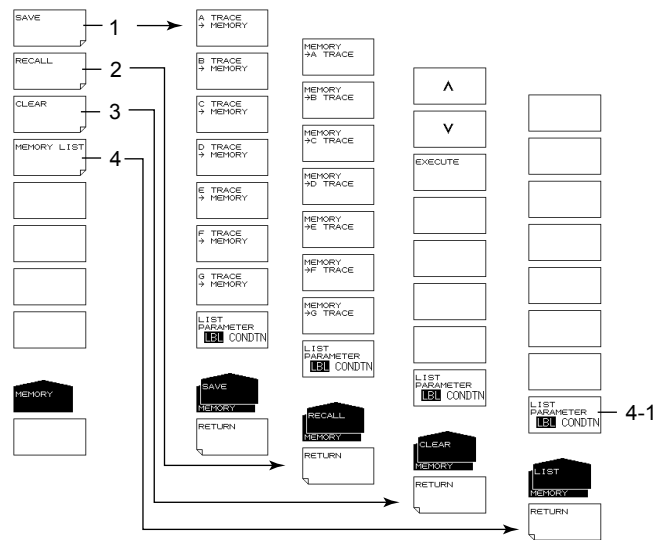 SAVE
1
RECALL
2
CLEAR
3
MEMORY LIST
4
MEMORY
A TRACE
→ MEMORY
B TRACE
→ MEMORY
C TRACE
→ MEMORY
D TRACE
→ MEMORY
E TRACE
→ MEMORY
F TRACE
→ MEMORY
G TRACE
→ MEMORY
LIST
PARAMETER
LBL CONDTN
SAVE
MEMORY
RETURN
MEMORY
→A TRACE
MEMORY
→B TRACE
MEMORY
→C TRACE
MEMORY
→D TRACE
MEMORY
→E TRACE
MEMORY
→F TRACE
MEMORY
→G TRACE
LIST
PARAMETER
LBL CONDTN
RECALL
MEMORY
RETURN
∧
∨
EXECUTE
LIST
PARAMETER
LBL CONDTN
CLEAR
MEMORY
RETURN
LIST
PARAMETER
LBL CONDTN
4-1
LIST
MEMORY
RETURN